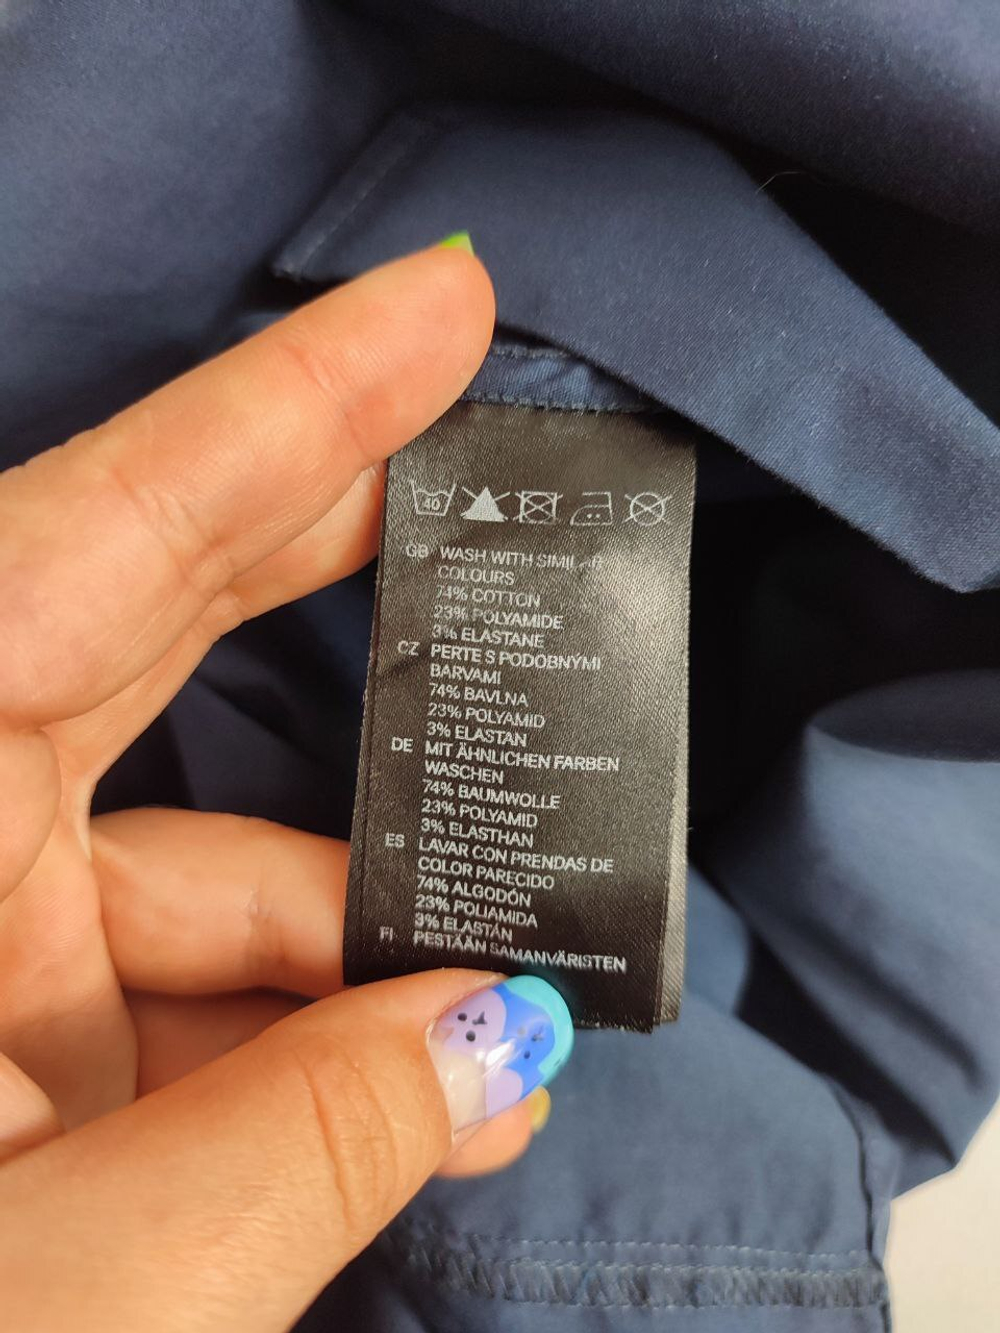 40
GB WASH WITH SIMILAR
COLOURS
74% COTTON
23% POLYAMIDE
3% ELASTANE
CZ PERTE S PODOBNÝMI
BARVAMI
74% BAVLNA
23% POLYAMID
3% ELASTAN
DE MIT ÄHNLICHEN FARBEN
WASCHEN
74% BAUMWOLLE
23% POLYAMID
3% ELASTHAN
ES LAVAR CON PRENDAS DE
COLOR PARECIDO
74% ALGODÓN
23% POLIAMIDA
3% ELASTÁN
FI PESTÄÄN SAMANVÄRISTEN